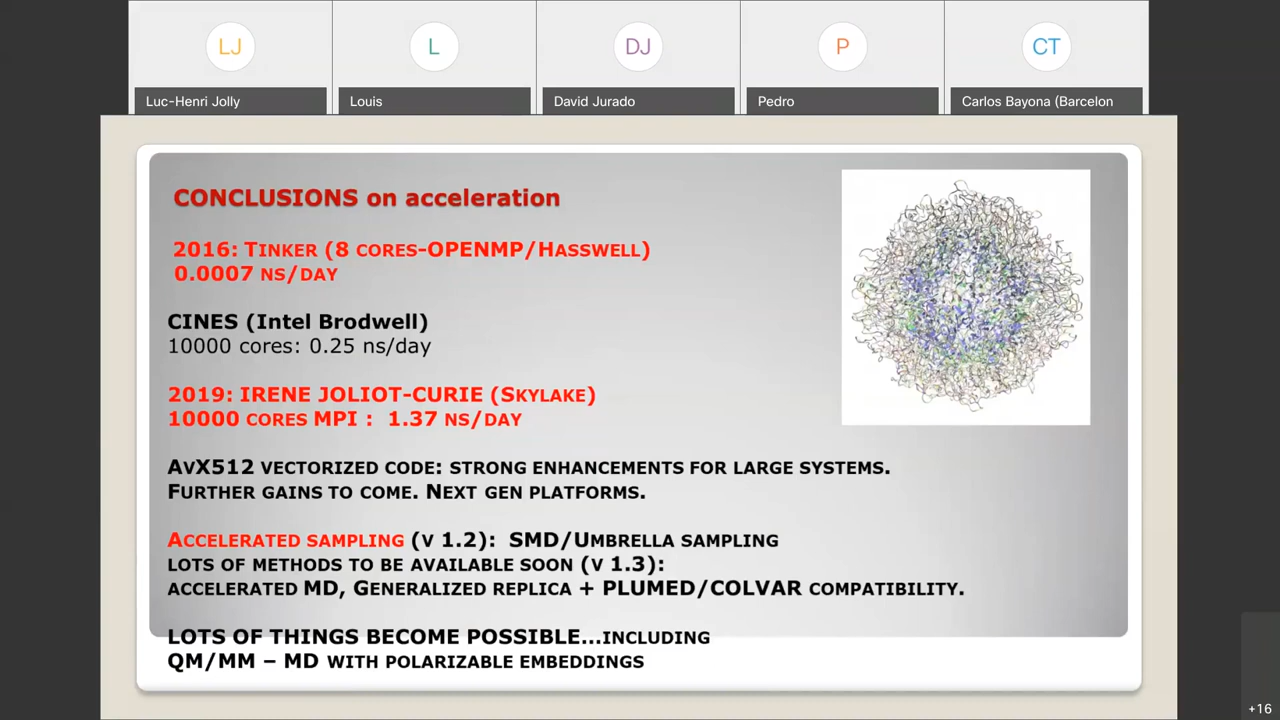 LJ
L
DJ
P
CT
Luc-Henri Jolly
Louis
David Jurado
Pedro
Carlos Bayona (Barcelon
CONCLUSIONS on acceleration
2016: TINKER (8 CORES-OPENMP/HASSWELL)
0.0007 NS/DAY
CINES (Intel Brodwell)
10000 cores: 0.25 ns/day
2019: IRENE JOLIOT-CURIE (SKYLAKE)
10000 CORES MPI : 1.37 NS/DAY
AVX512 VECTORIZED CODE: STRONG ENHANCEMENTS FOR LARGE SYSTEMS.
FURTHER GAINS TO COME. NEXT GEN PLATFORMS.
ACCELERATED SAMPLING (V 1.2): SMD/UMBRELLA SAMPLING
LOTS OF METHODS TO BE AVAILABLE SOON (V 1.3):
ACCELERATED MD, GENERALIZED REPLICA + PLUMED/COLVAR COMPATIBILITY.
LOTS OF THINGS BECOME POSSIBLE...INCLUDING
QM/MM – MD WITH POLARIZABLE EMBEDDINGS
+16